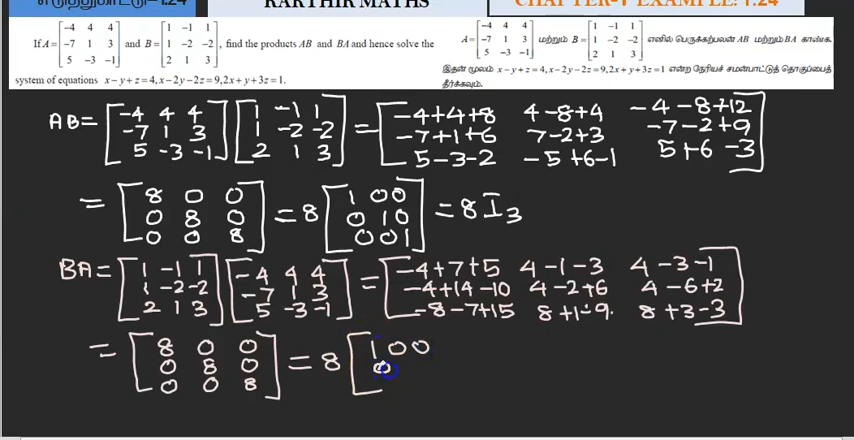 எடுத்துக்காட்டு-1.24 KARTHIK MATHS CHAPTER-1 EXAMPLE: 1.24
If A = [-4 4 4; -7 1 3; 5 -3 -1] and B = [1 -1 1; 1 -2 -2; 2 1 3], find the products AB and BA and hence solve the
system of equations x − y + z = 4, x − 2y − 2z = 9, 2x + y + 3z = 1.
A = [-4 4 4; -7 1 3; 5 -3 -1] மற்றும் B = [1 -1 1; 1 -2 -2; 2 1 3] எனில் பெருக்கற்பலன் AB மற்றும் BA காண்க.
இதன் மூலம் x − y + z = 4, x − 2y − 2z = 9, 2x + y + 3z = 1 என்ற நேரியச் சமன்பாட்டுத் தொகுப்பைத்
தீர்க்கவும்.
AB = [-4 4 4; -7 1 3; 5 -3 -1] [1 -1 1; 1 -2 -2; 2 1 3] = [-4+4+8 4-8+4 -4-8+12; -7+1+6 7-2+3 -7-2+9; 5-3-2 -5+6-1 5+6-3]
= [8 0 0; 0 8 0; 0 0 8] = 8 [1 0 0; 0 1 0; 0 0 1] = 8I₃
BA = [1 -1 1; 1 -2 -2; 2 1 3] [-4 4 4; -7 1 3; 5 -3 -1] = [-4+7+5 4-1-3 4-3-1; -4+14-10 4-2+6 4-6+2; -8-7+15 8+1-9 8+3-3]
= [8 0 0; 0 8 0; 0 0 8] = 8 [1 0 0; 0